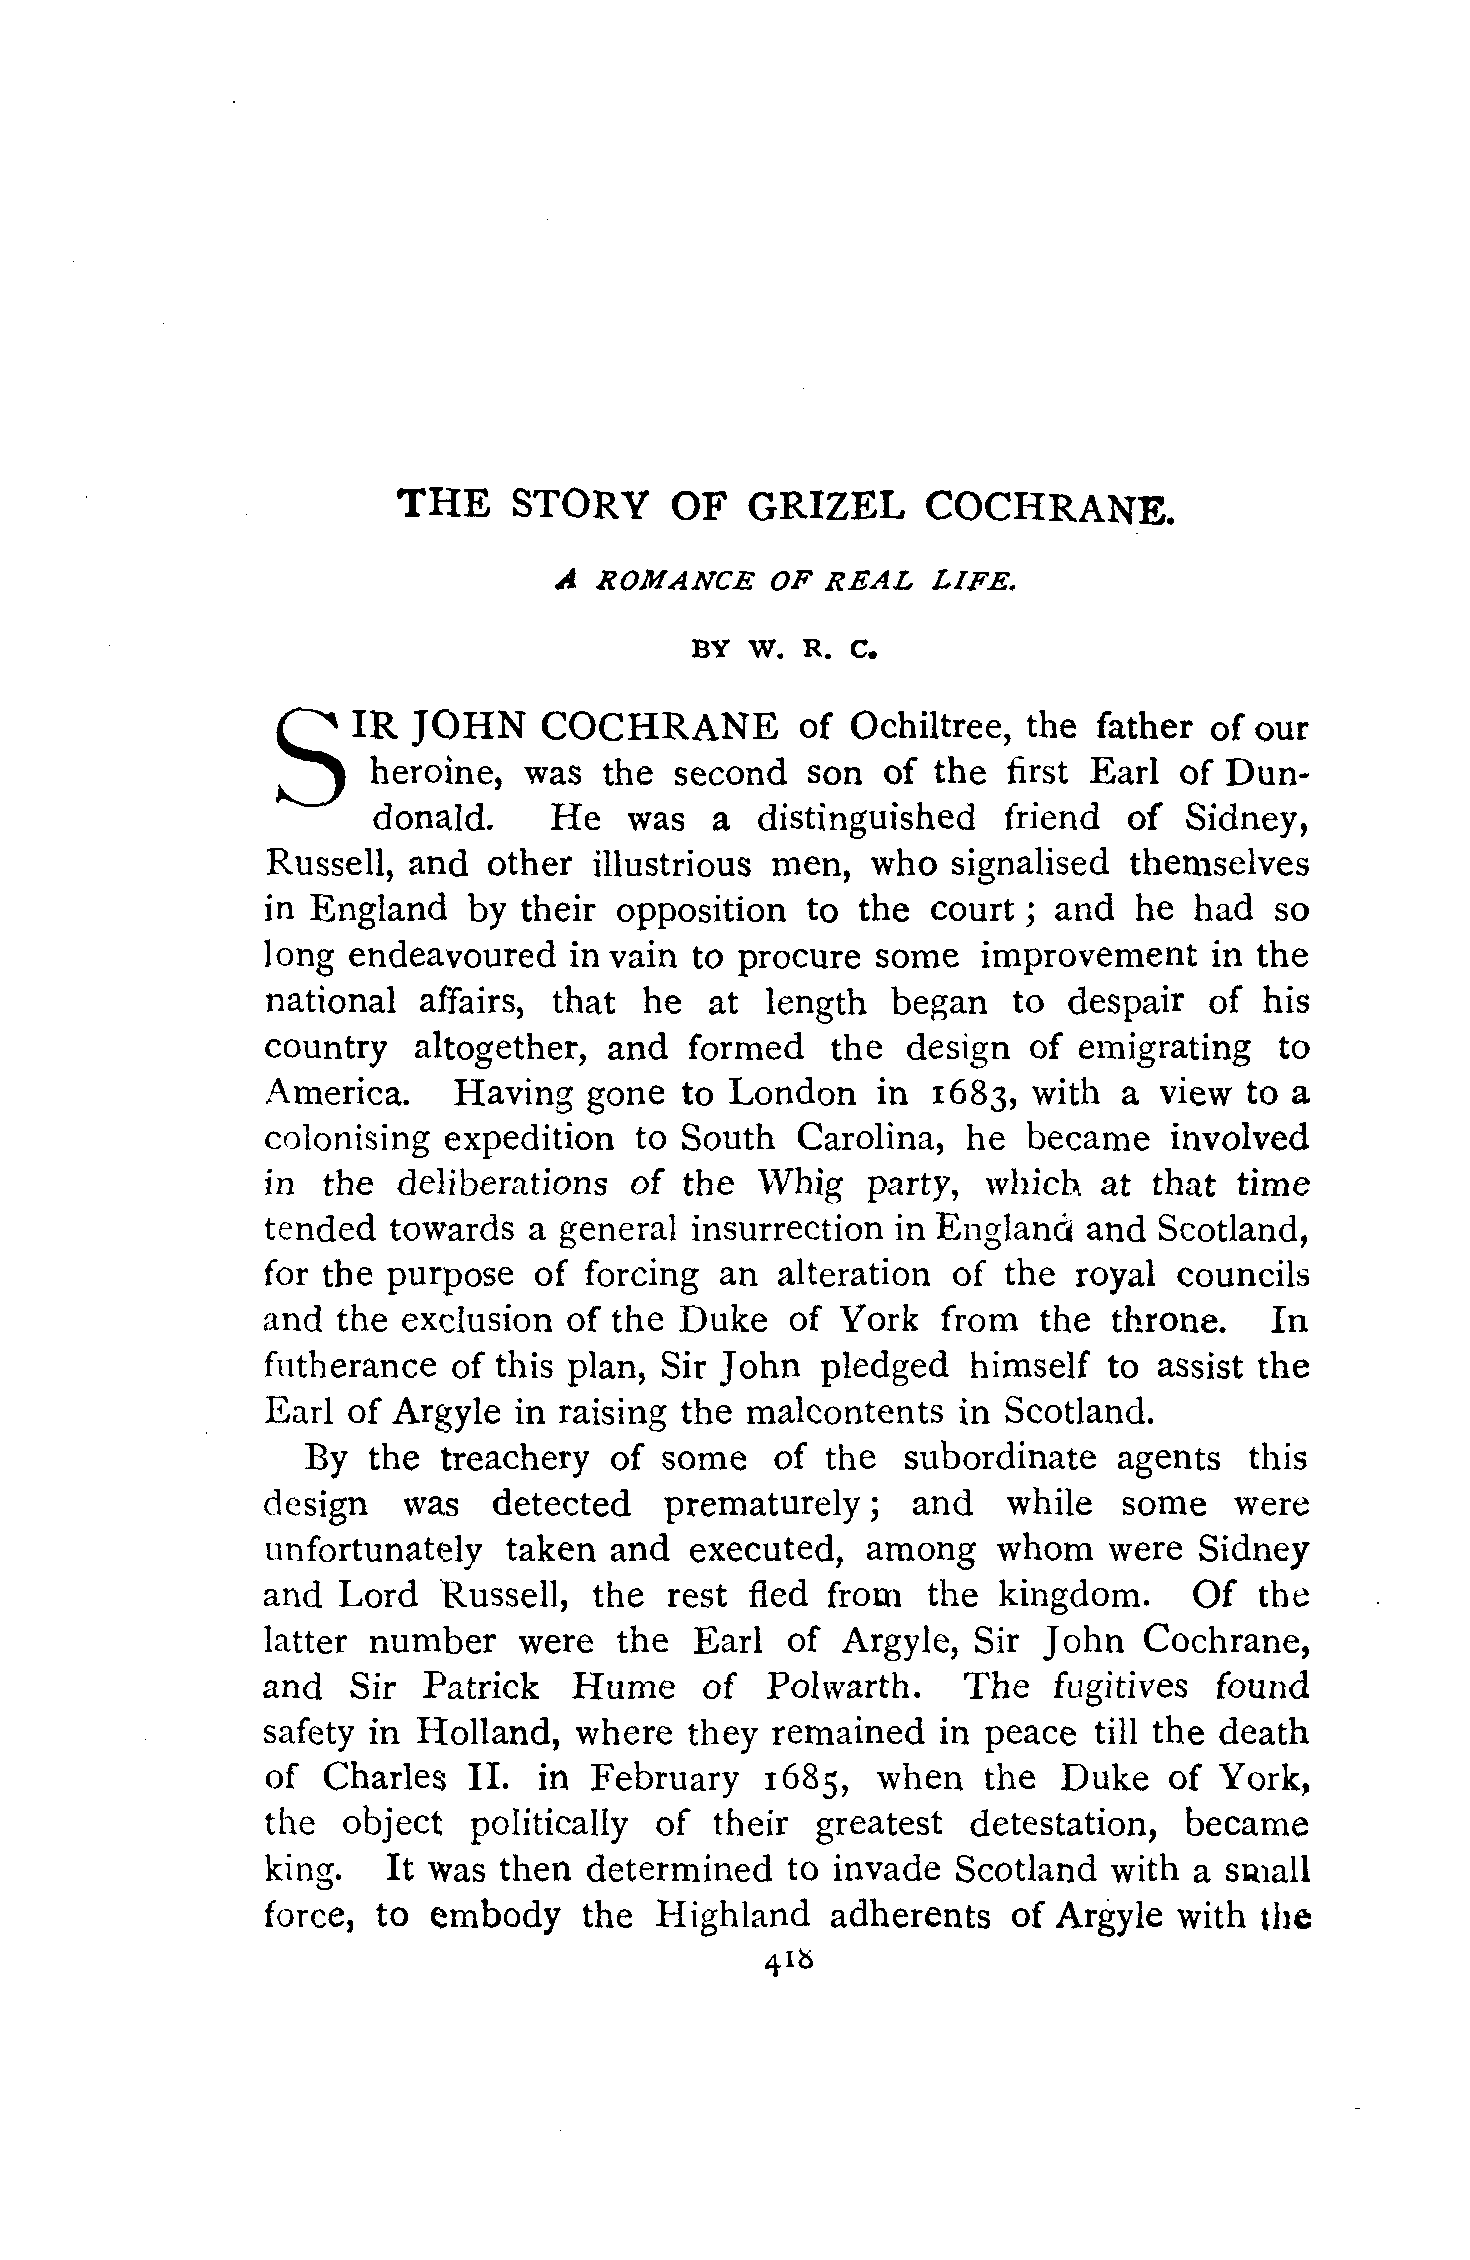 THE STORY OF GRIZEL COCHRANE.
A ROMANCE OF REAL LIFE.
BY W. R. C.
SIR JOHN COCHRANE of Ochiltree, the father of our
heroine, was the second son of the first Earl of Dun-
donald. He was a distinguished friend of Sidney,
Russell, and other illustrious men, who signalised themselves
in England by their opposition to the court ; and he had so
long endeavoured in vain to procure some improvement in the
national affairs, that he at length began to despair of his
country altogether, and formed the design of emigrating to
America. Having gone to London in 1683, with a view to a
colonising expedition to South Carolina, he became involved
in the deliberations of the Whig party, which at that time
tended towards a general insurrection in England and Scotland,
for the purpose of forcing an alteration of the royal councils
and the exclusion of the Duke of York from the throne. In
futherance of this plan, Sir John pledged himself to assist the
Earl of Argyle in raising the malcontents in Scotland.
By the treachery of some of the subordinate agents this
design was detected prematurely ; and while some were
unfortunately taken and executed, among whom were Sidney
and Lord Russell, the rest fled from the kingdom. Of the
latter number were the Earl of Argyle, Sir John Cochrane,
and Sir Patrick Hume of Polwarth. The fugitives found
safety in Holland, where they remained in peace till the death
of Charles II. in February 1685, when the Duke of York,
the object politically of their greatest detestation, became
king. It was then determined to invade Scotland with a small
force, to embody the Highland adherents of Argyle with the
418